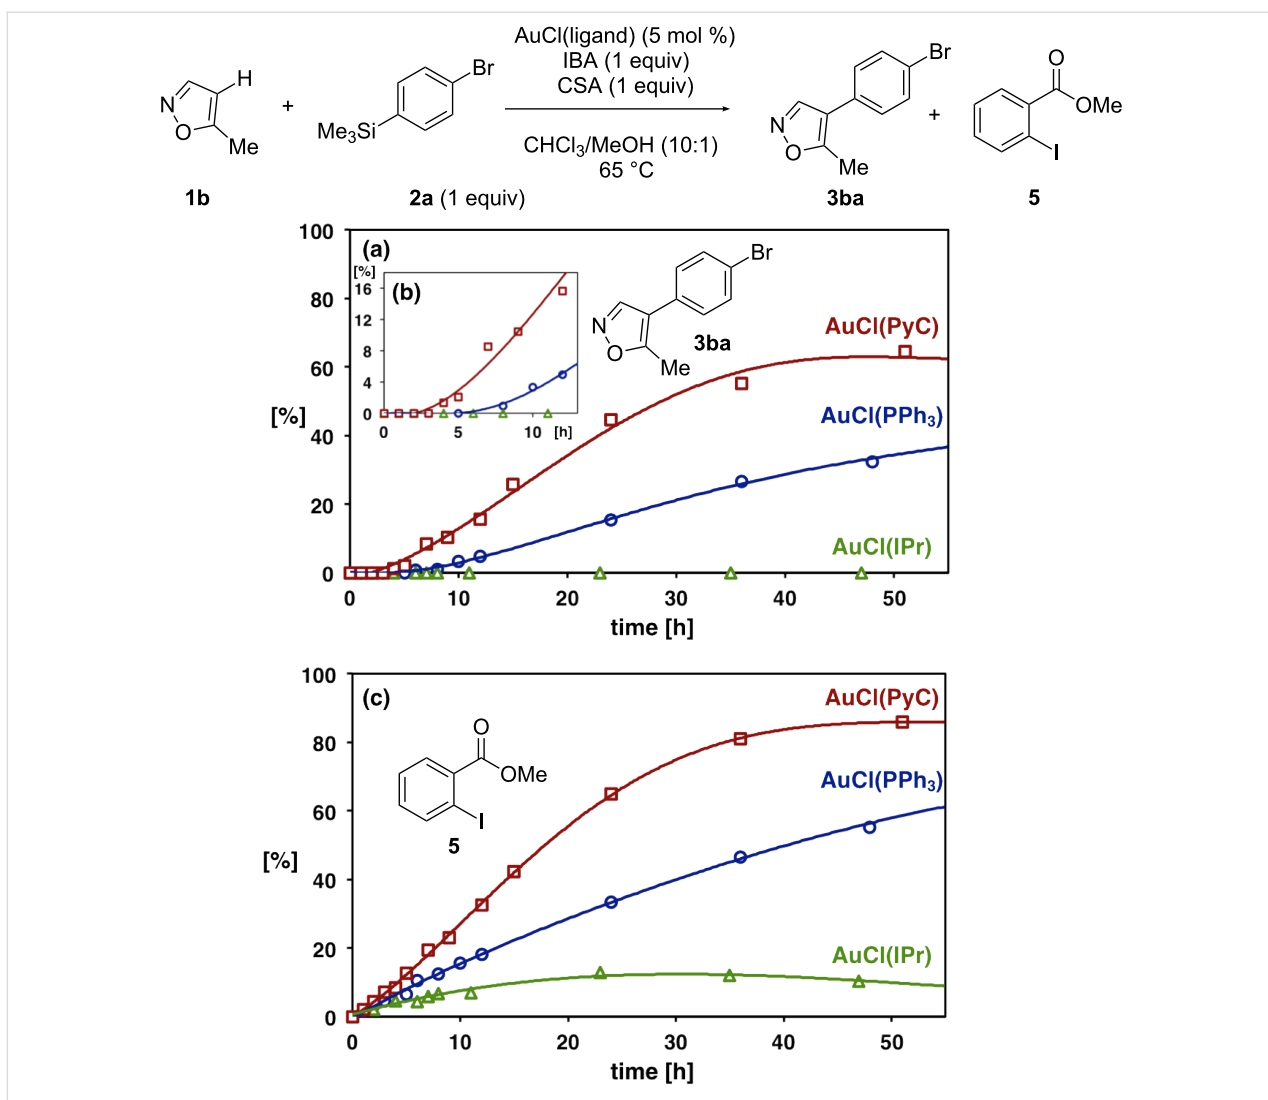 AuCl(ligand) (5 mol %)
IBA (1 equiv)
CSA (1 equiv)
CHCl3/MeOH (10:1)
65 °C
N
O
H
Me
1b
+
Me3Si
Br
2a (1 equiv)
N
O
Me
Br
3ba
+
O
OMe
I
5
(a)
100
80
60
40
20
0
[%]
0 10 20 30 40 50
time [h]
(b)
[%]
16
12
8
4
0
0 5 10 [h]
Br
N
O
Me
3ba
AuCl(PyC)
AuCl(PPh3)
AuCl(IPr)
(c)
100
80
60
40
20
0
[%]
0 10 20 30 40 50
time [h]
O
OMe
I
5
AuCl(PyC)
AuCl(PPh3)
AuCl(IPr)